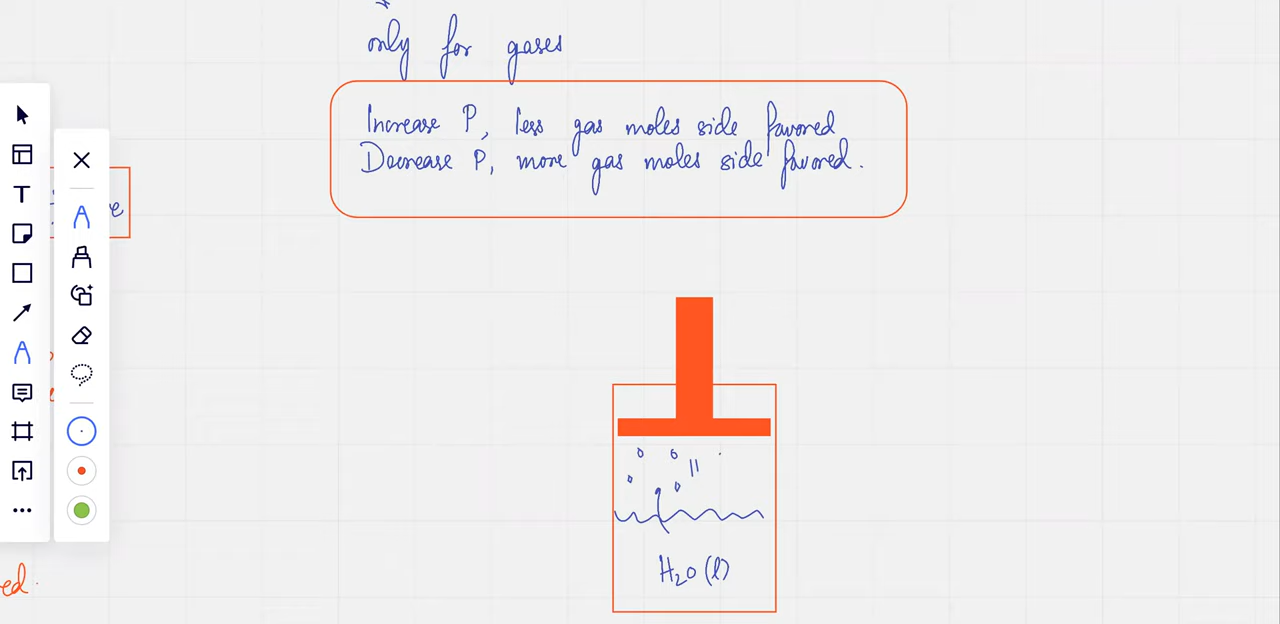 only for gases
Increase P, less gas moles side favored
Decrease P, more gas moles side favored.
H₂O (l)